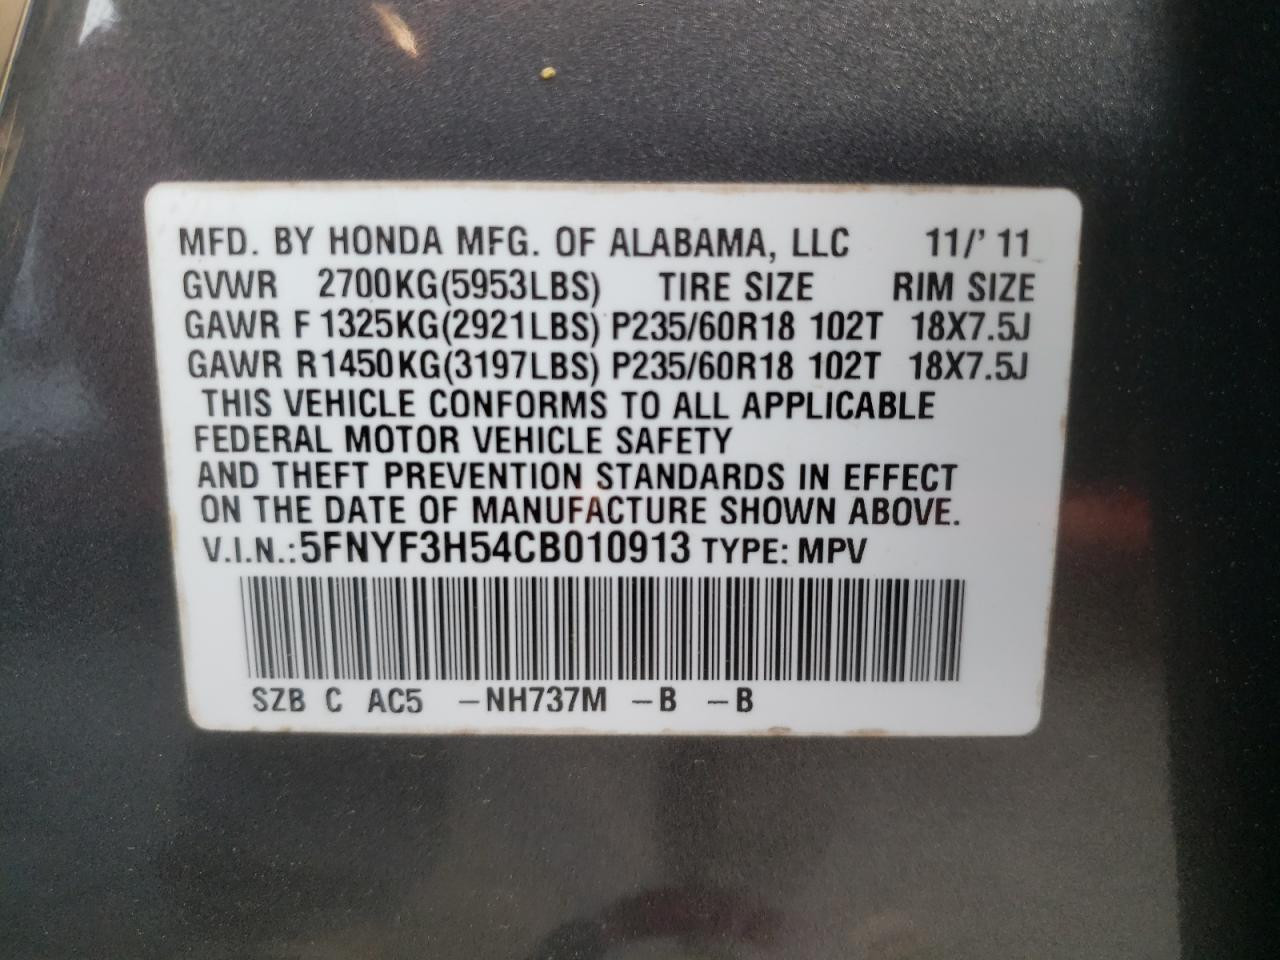 MFD. BY HONDA MFG. OF ALABAMA, LLC 11/' 11
GVWR 2700KG(5953LBS) TIRE SIZE RIM SIZE
GAWR F 1325KG(2921LBS) P235/60R18 102T 18X7.5J
GAWR R1450KG(3197LBS) P235/60R18 102T 18X7.5J
THIS VEHICLE CONFORMS TO ALL APPLICABLE
FEDERAL MOTOR VEHICLE SAFETY
AND THEFT PREVENTION STANDARDS IN EFFECT
ON THE DATE OF MANUFACTURE SHOWN ABOVE.
V.I.N.:5FNYF3H54CB010913 TYPE: MPV
SZB C AC5 –NH737M –B –B